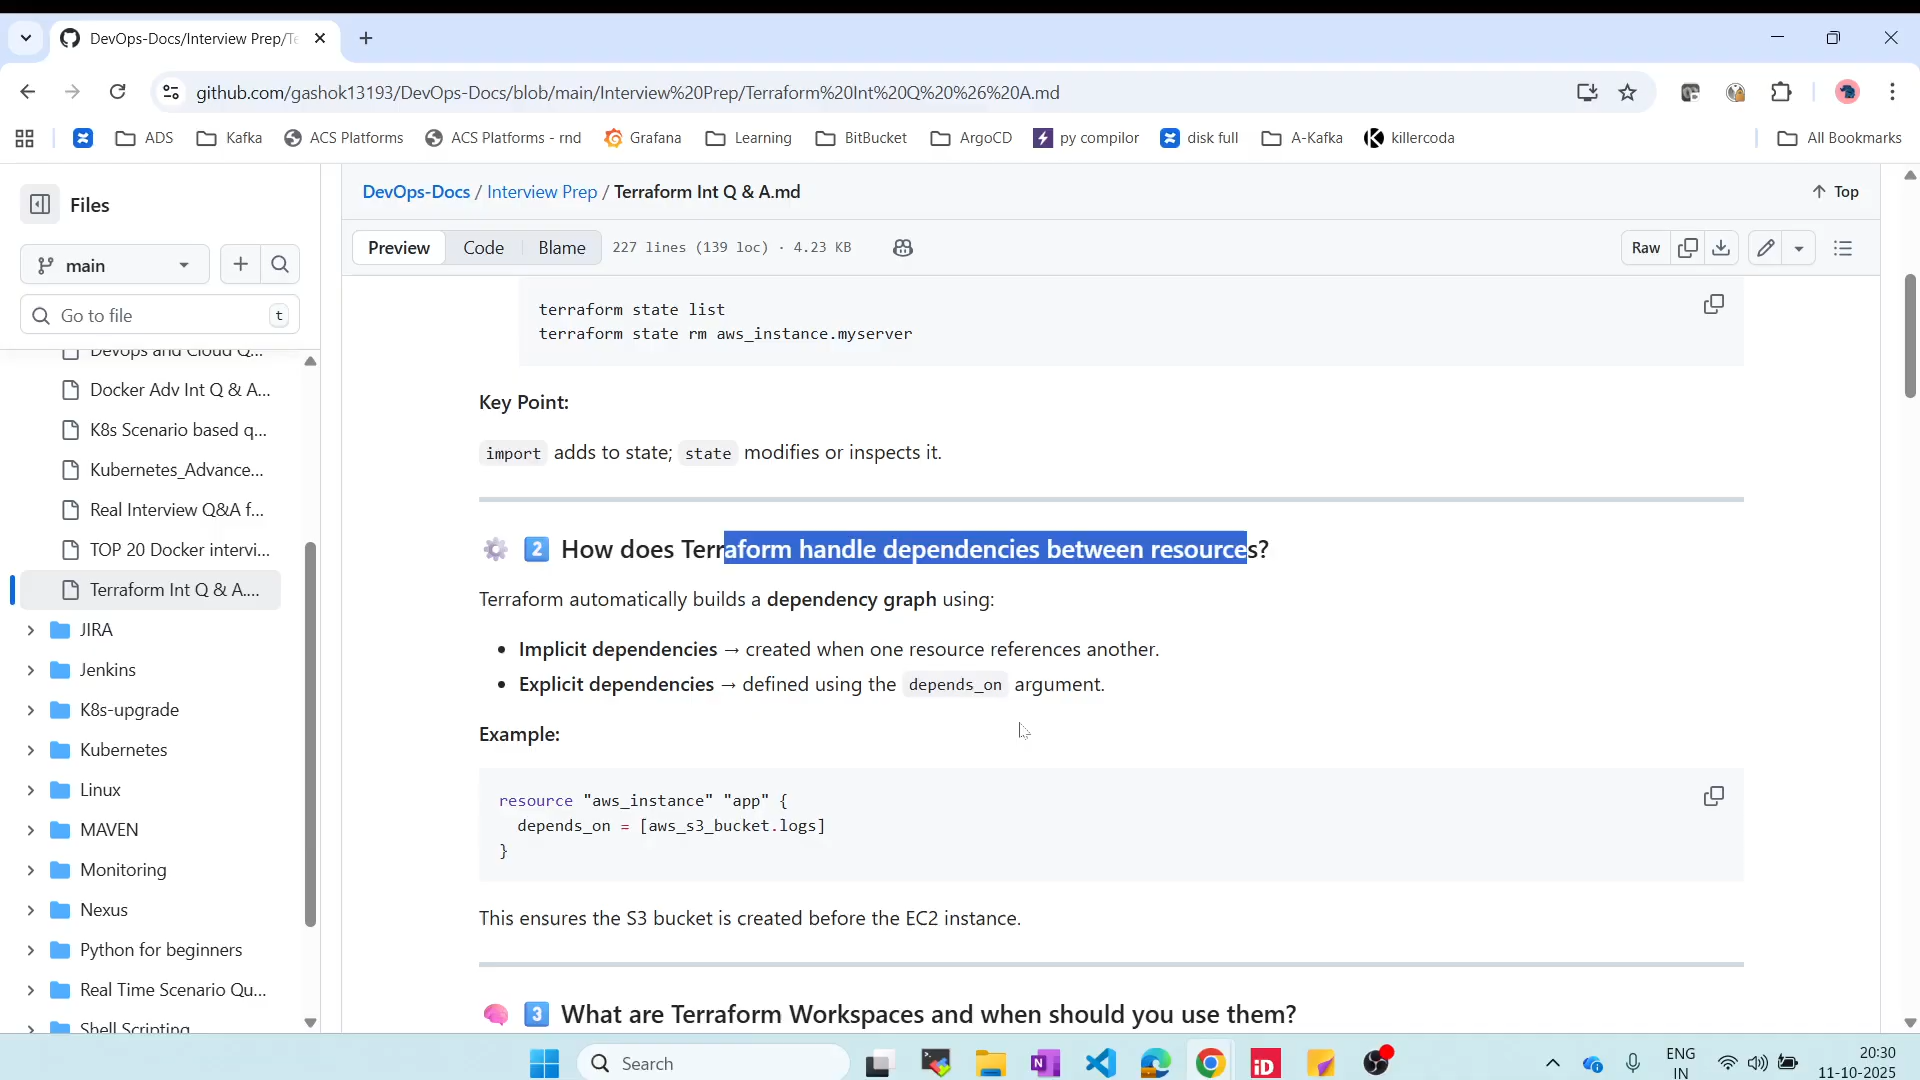 DevOps-Docs/Interview Prep/Te
github.com/gashok13193/DevOps-Docs/blob/main/Interview%20Prep/Terraform%20Int%20Q%20%26%20A.md
ADS
Kafka
ACS Platforms
ACS Platforms - rnd
Grafana
Learning
BitBucket
ArgoCD
py compilor
disk full
A-Kafka
killercoda
All Bookmarks
Files
main
Go to file
t
Devops and Cloud Q...
Docker Adv Int Q & A...
K8s Scenario based q...
Kubernetes_Advance...
Real Interview Q&A f...
TOP 20 Docker intervi...
Terraform Int Q & A....
JIRA
Jenkins
K8s-upgrade
Kubernetes
Linux
MAVEN
Monitoring
Nexus
Python for beginners
Real Time Scenario Qu...
Shell Scripting
DevOps-Docs / Interview Prep / Terraform Int Q & A.md
Top
Preview
Code
Blame
227 lines (139 loc) · 4.23 KB
Raw
terraform state list
terraform state rm aws_instance.myserver
Key Point:
import adds to state; state modifies or inspects it.
2 How does Terraform handle dependencies between resources?
Terraform automatically builds a dependency graph using:
• Implicit dependencies → created when one resource references another.
• Explicit dependencies → defined using the depends_on argument.
Example:
resource "aws_instance" "app" {
depends_on = [aws_s3_bucket.logs]
}
This ensures the S3 bucket is created before the EC2 instance.
3 What are Terraform Workspaces and when should you use them?
Search
N
iD
ENG
IN
20:30
11-10-2025